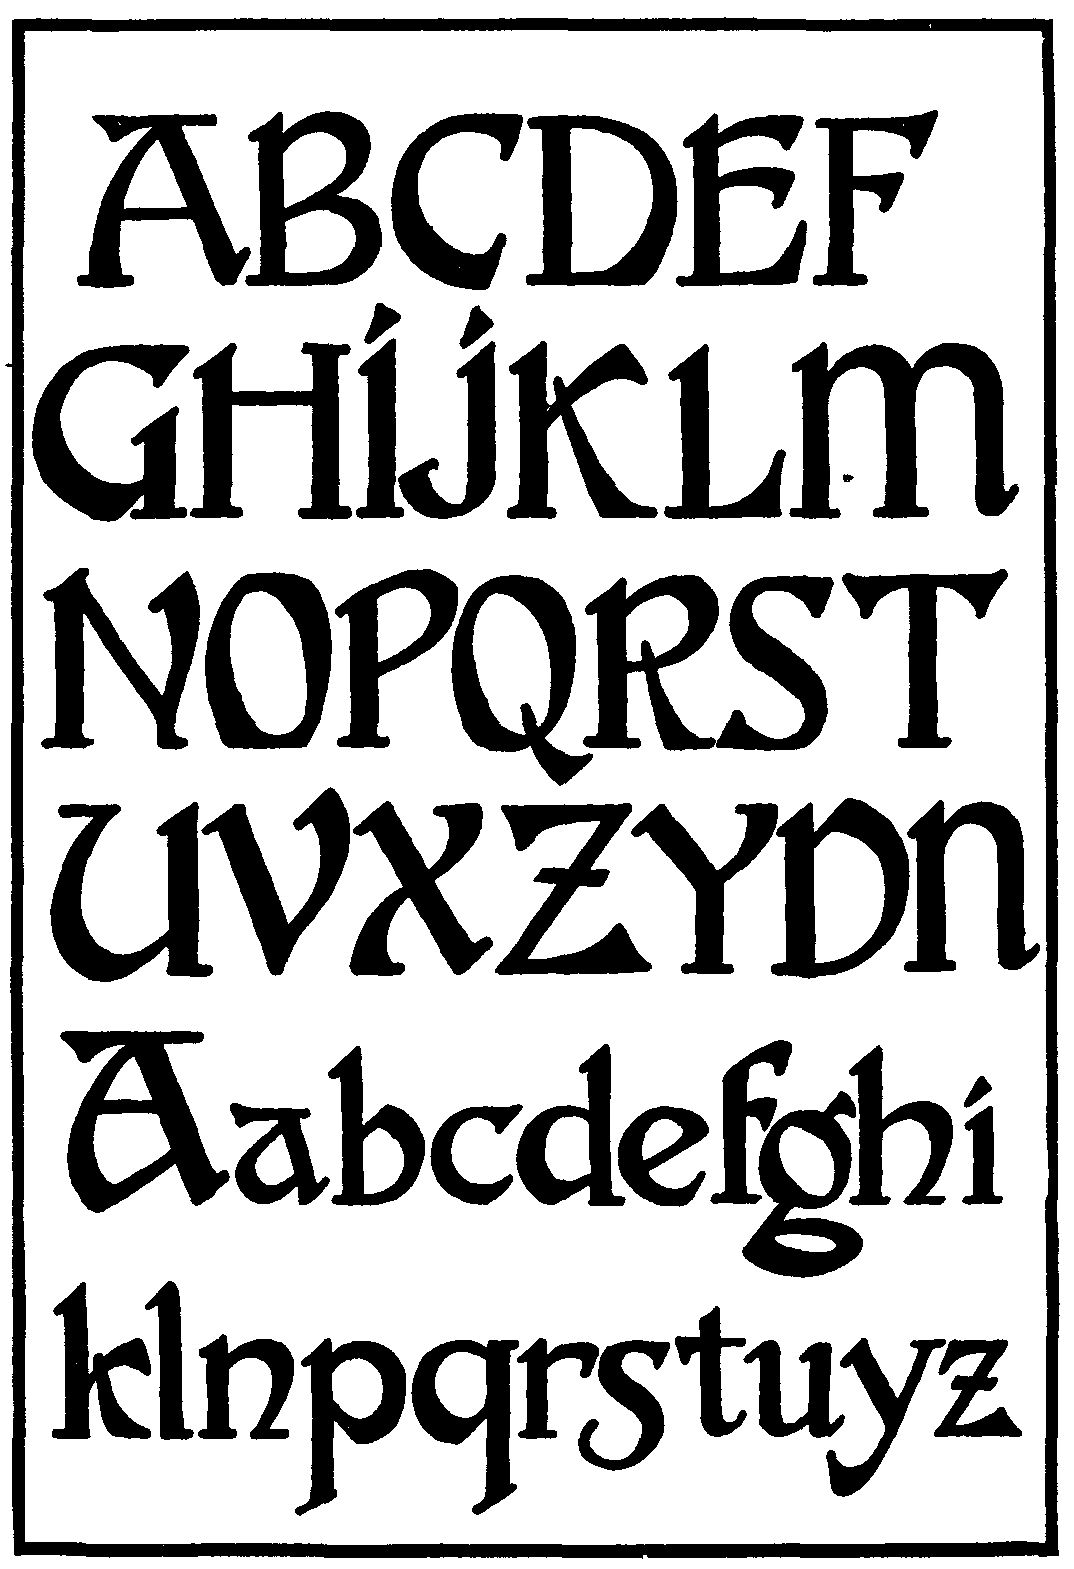 ABCDEF
GHijKLm
NOPQRST
UVXZYDn
Aabcdefghi
klnpqrstuyz